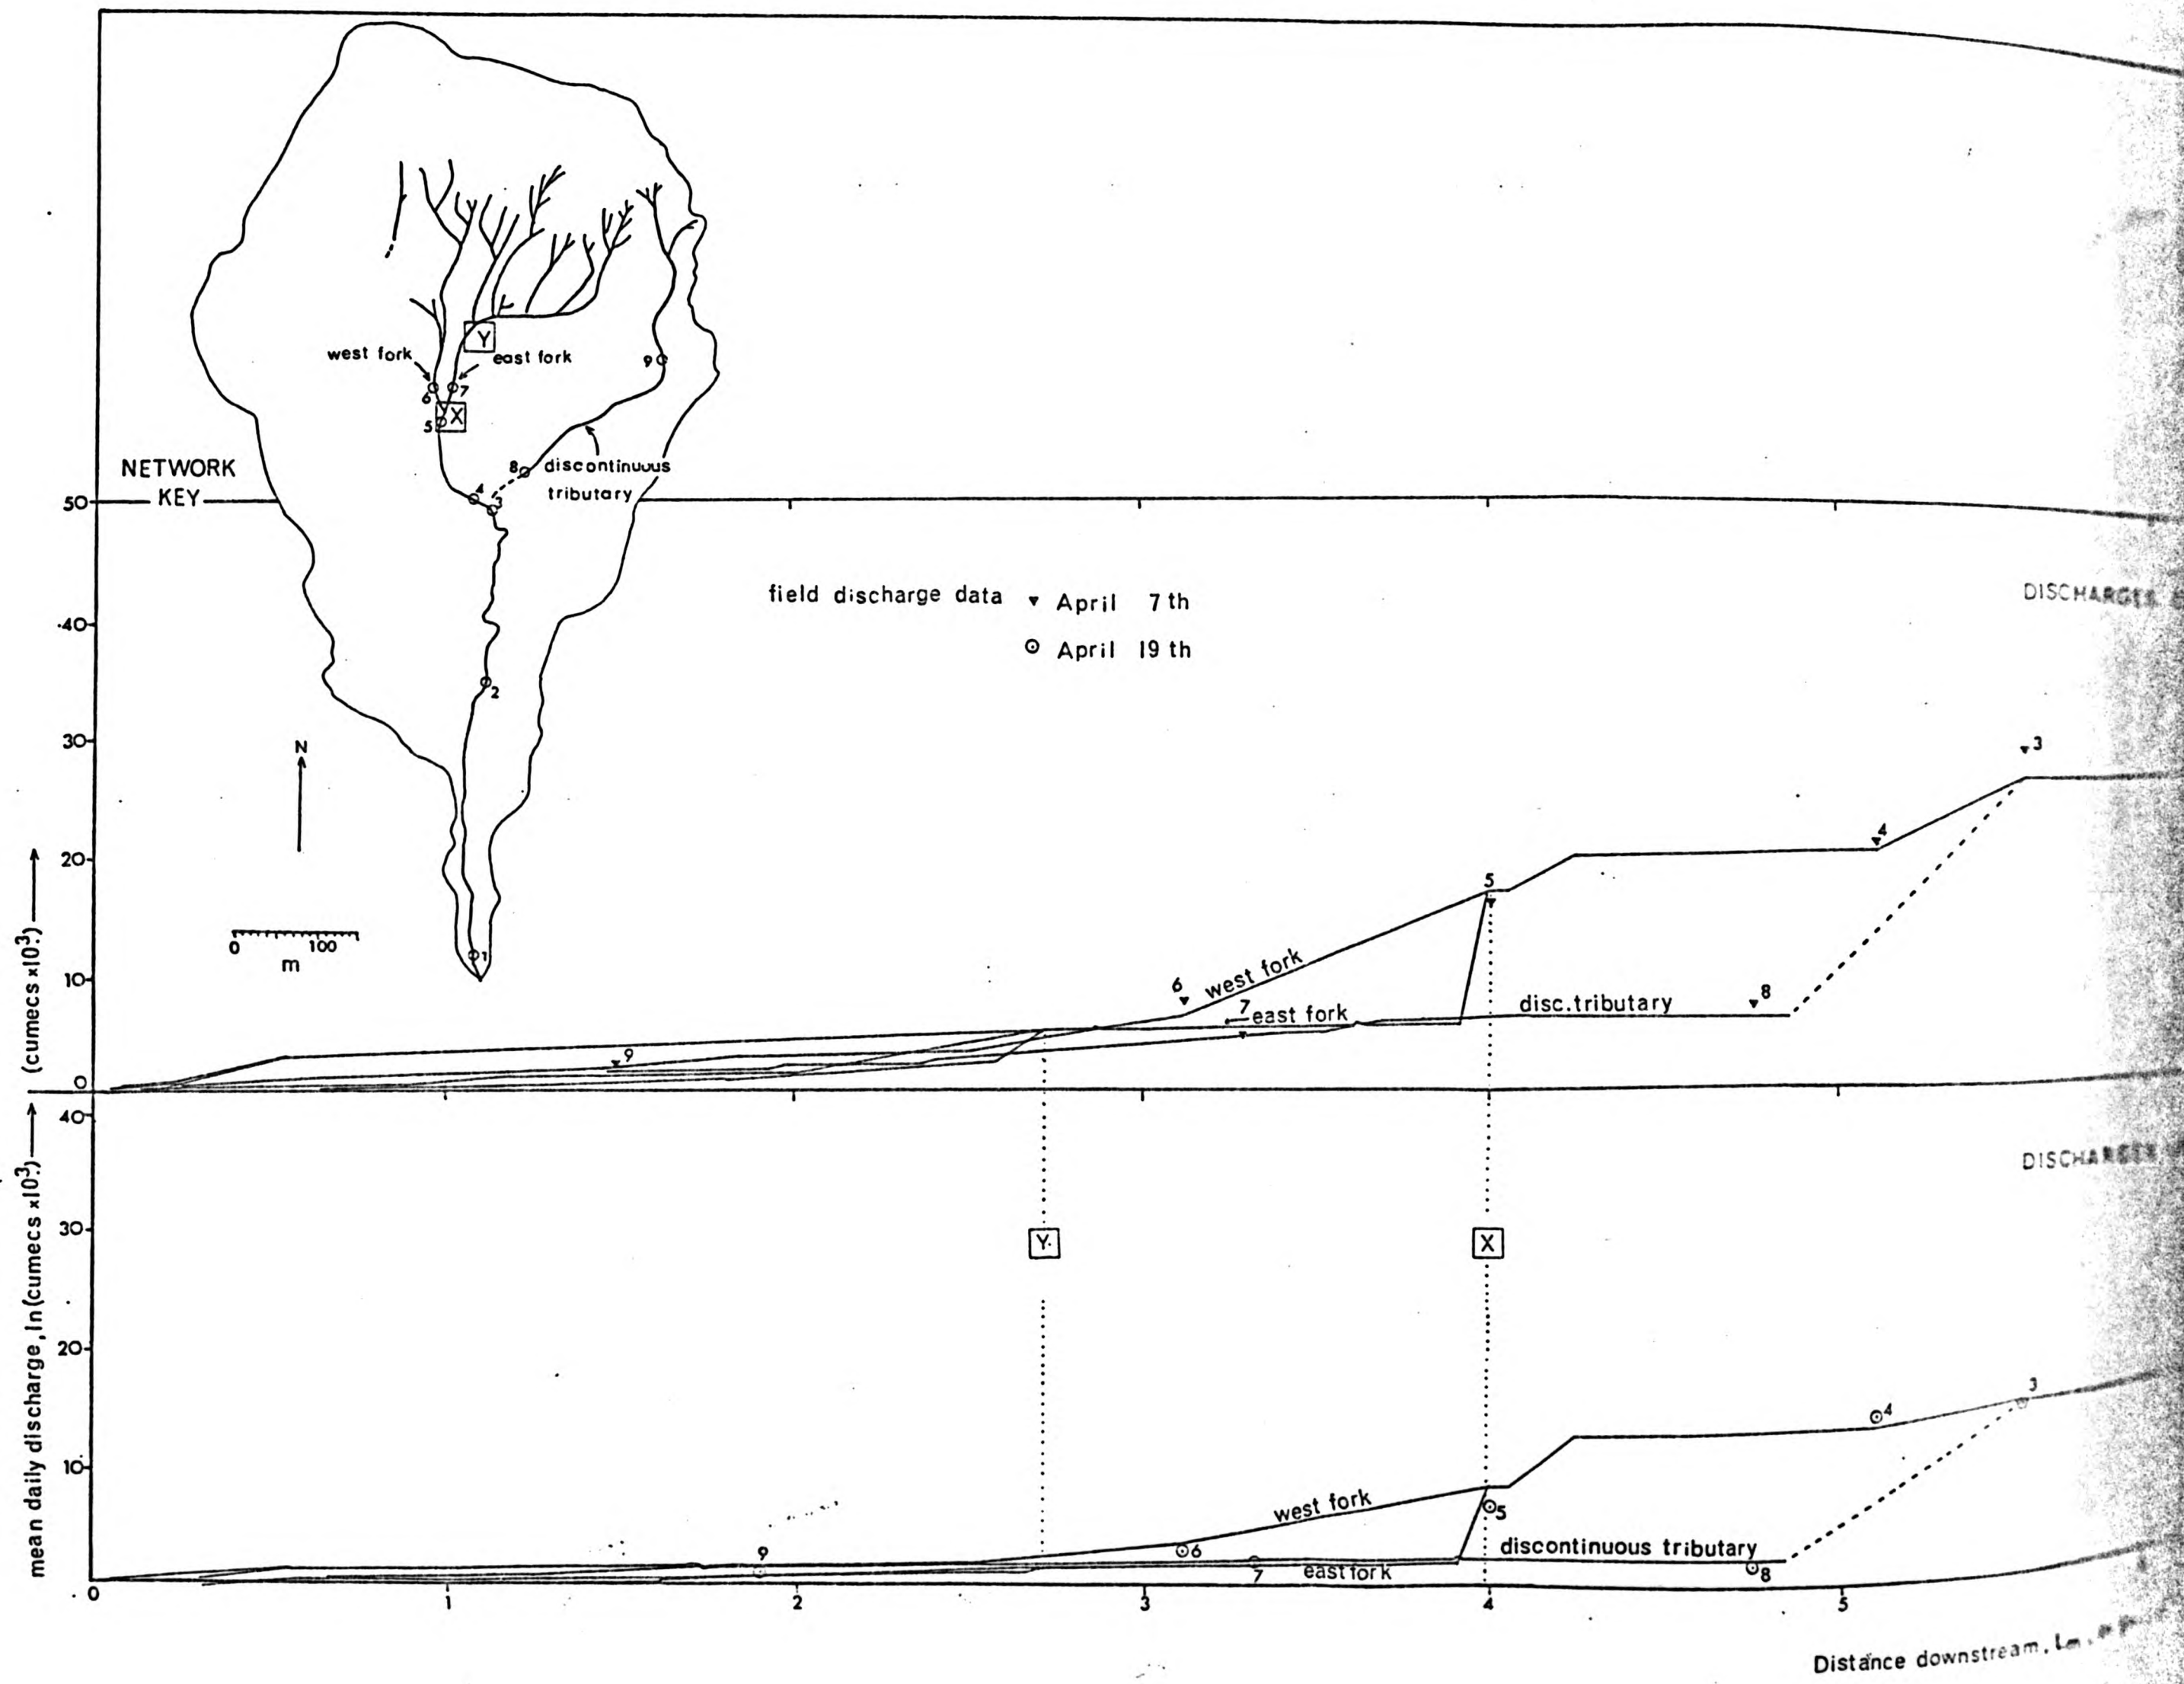 west fork
Y
east fork
9
6
7
X
5
8
discontinuous
tributary
NETWORK
KEY
4
3
50
field discharge data
April 7th
April 19th
40
DISCHARGES
2
N
30
3
20
4
5
0 100
m
1
10
6
west fork
7
east fork
disc. tributary
8
9
0
(cumecs ×10³)
40
DISCHARGES
30
Y
X
20
3
4
10
west fork
5
discontinuous tributary
9
6
7
east fork
8
mean daily discharge, ln(cumecs ×10³)
0 1 2 3 4 5
Distance downstream,